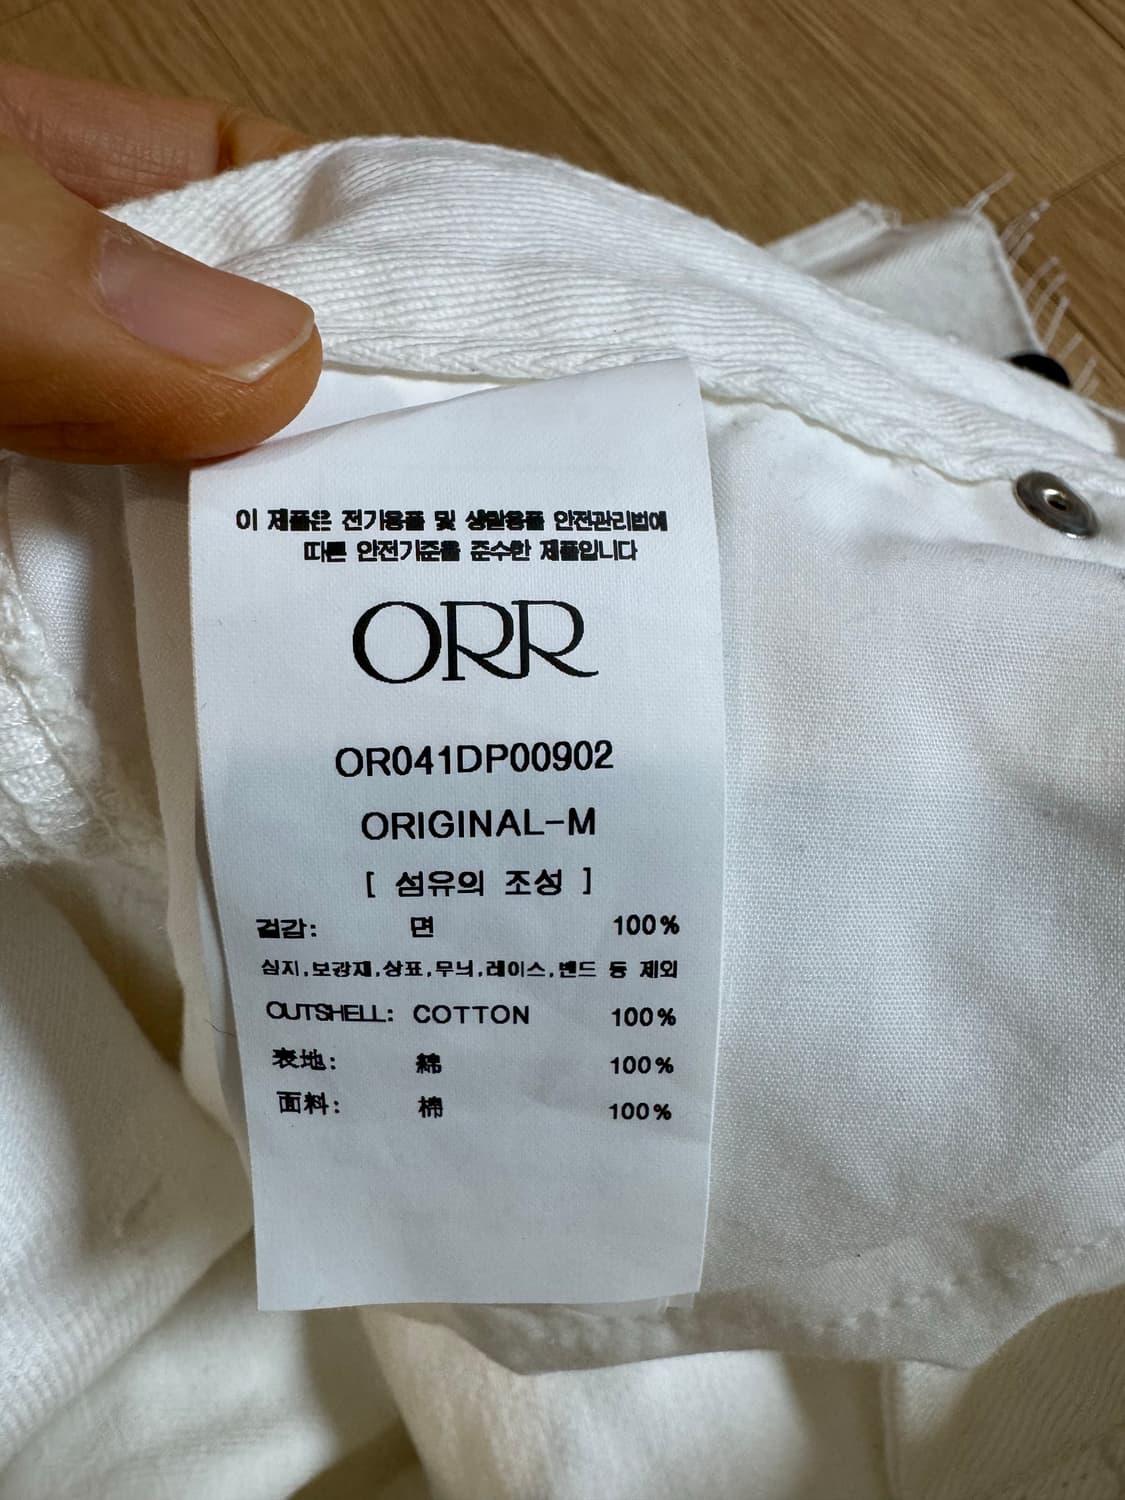 이 제품은 전기용품 및 생활용품 안전관리법에
따른 안전기준을 준수한 제품입니다
ORR
OR041DP00902
ORIGINAL-M
[ 섬유의 조성 ]
겉감: 면 100%
심지,보강재,상표,무늬,레이스,밴드 등 제외
OUTSHELL: COTTON 100%
表地: 綿 100%
面料: 棉 100%